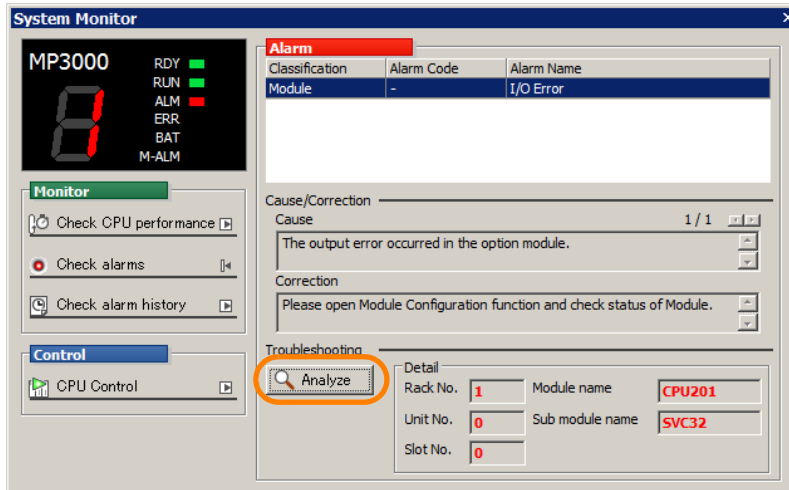 System Monitor
MP3000
RDY
RUN
ALM
ERR
BAT
M-ALM
1
Monitor
Check CPU performance
Check alarms
Check alarm history
Control
CPU Control
Alarm
Classification Alarm Code Alarm Name
Module - I/O Error
Cause/Correction
Cause 1 / 1
The output error occurred in the option module.
Correction
Please open Module Configuration function and check status of Module.
Troubleshooting
Analyze
Detail
Rack No. 1 Module name CPU201
Unit No. 0 Sub module name SVC32
Slot No. 0